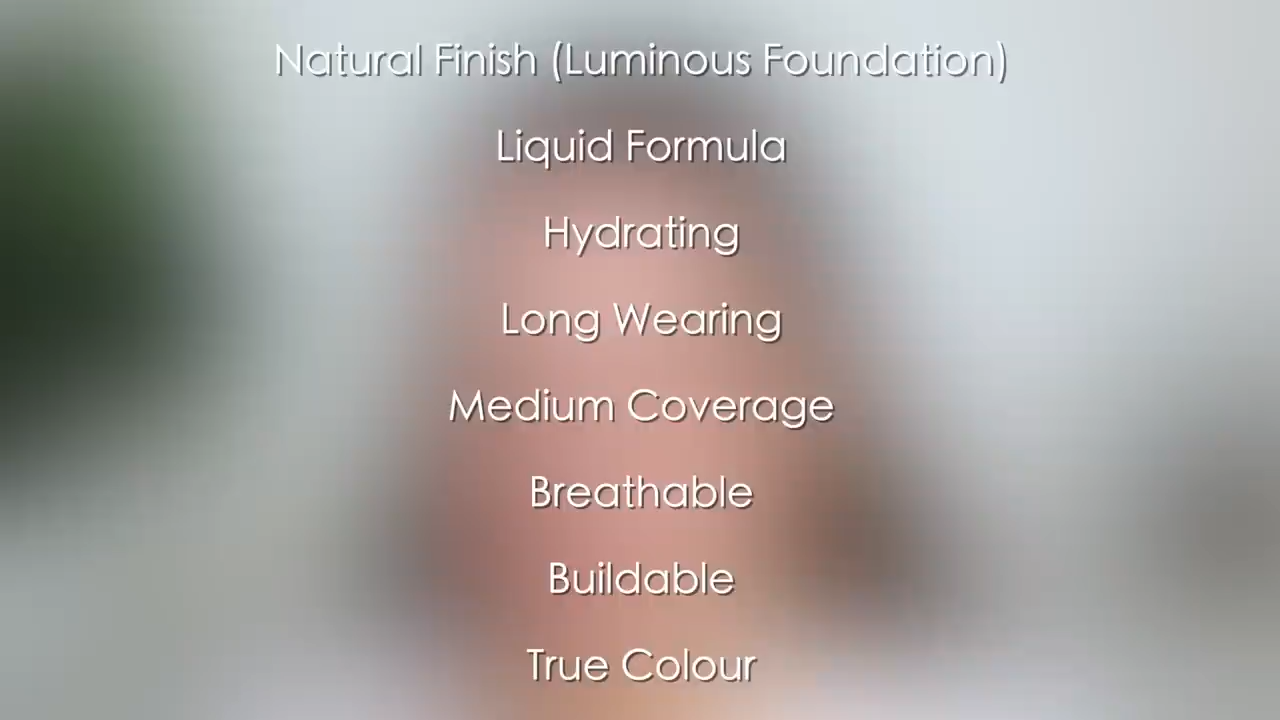 Natural Finish (Luminous Foundation)
Liquid Formula
Hydrating
Long Wearing
Medium Coverage
Breathable
Buildable
True Colour